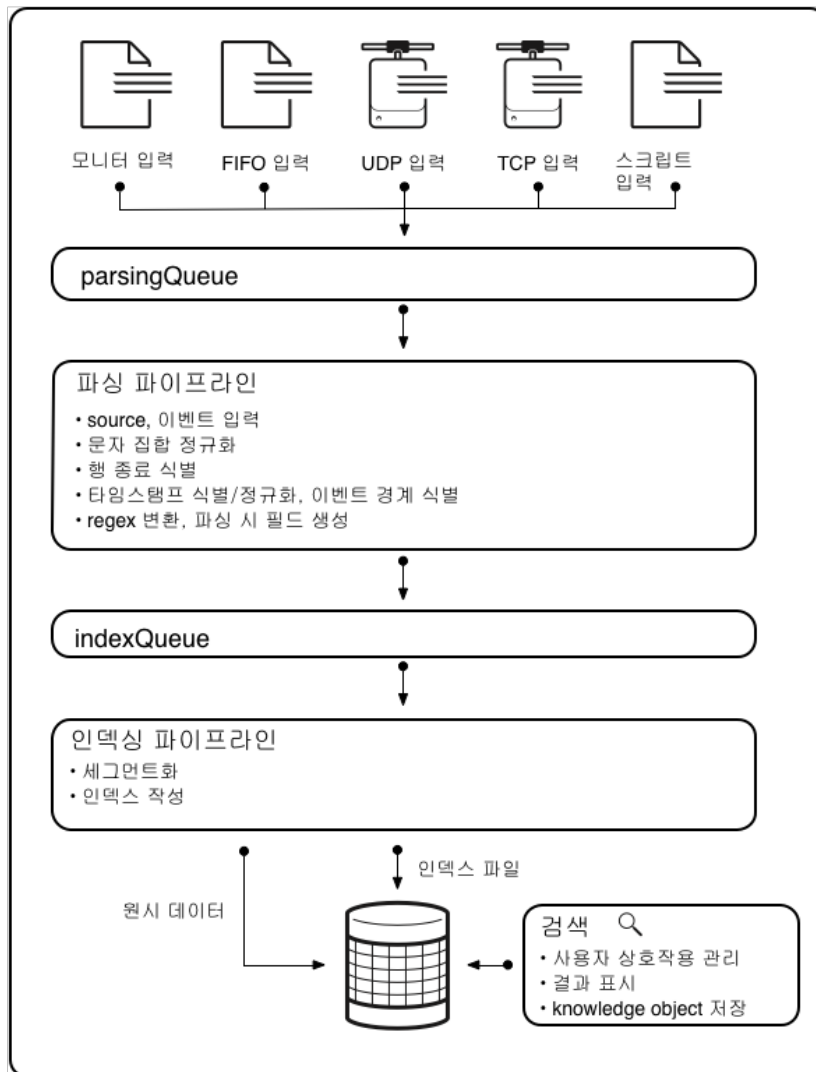 모니터 입력
FIFO 입력
UDP 입력
TCP 입력
스크립트
입력
parsingQueue
파싱 파이프라인
• source, 이벤트 입력
• 문자 집합 정규화
• 행 종료 식별
• 타임스탬프 식별/정규화, 이벤트 경계 식별
• regex 변환, 파싱 시 필드 생성
indexQueue
인덱싱 파이프라인
• 세그먼트화
• 인덱스 작성
인덱스 파일
원시 데이터
검색
• 사용자 상호작용 관리
• 결과 표시
• knowledge object 저장